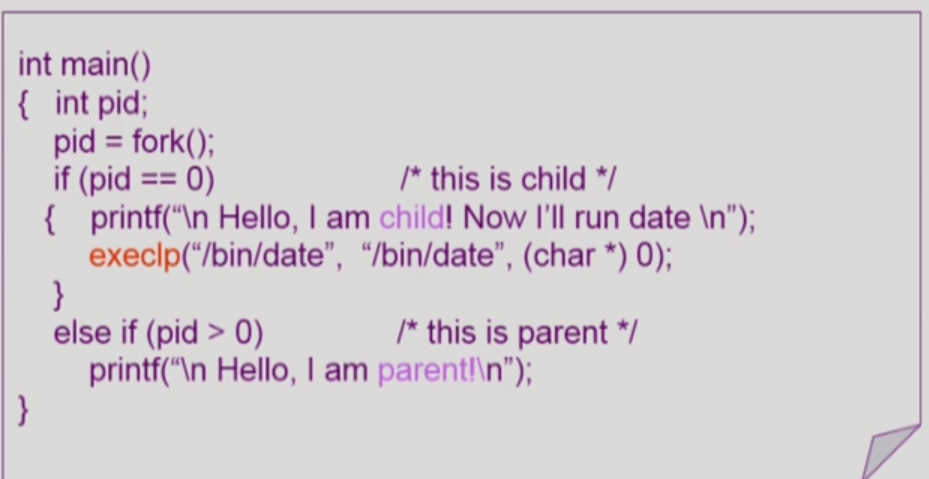 int main()
{ int pid;
pid = fork();
if (pid == 0) /* this is child */
{ printf(“\n Hello, I am child! Now I’ll run date \n”);
execlp(“/bin/date”, “/bin/date”, (char *) 0);
}
else if (pid > 0) /* this is parent */
printf(“\n Hello, I am parent!\n”);
}